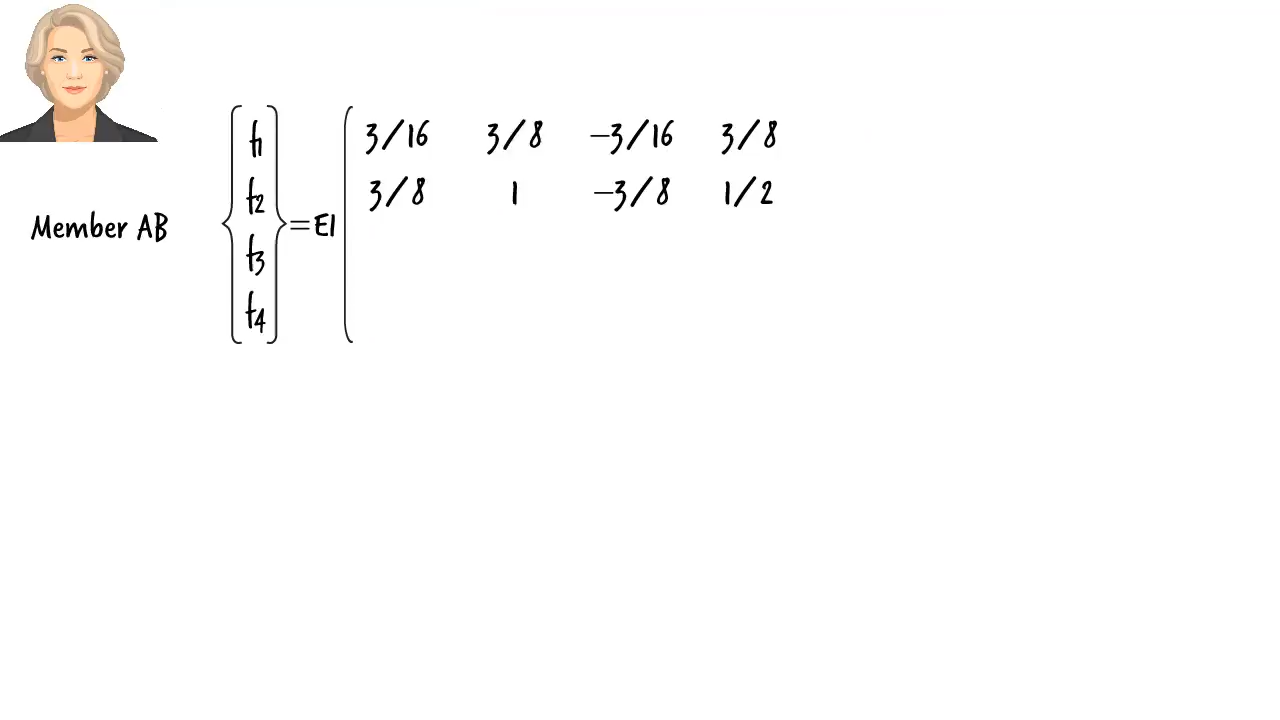 f1 3/16 3/8 –3/16 3/8
f2 3/8 1 –3/8 1/2
Member AB = EI
f3
f4